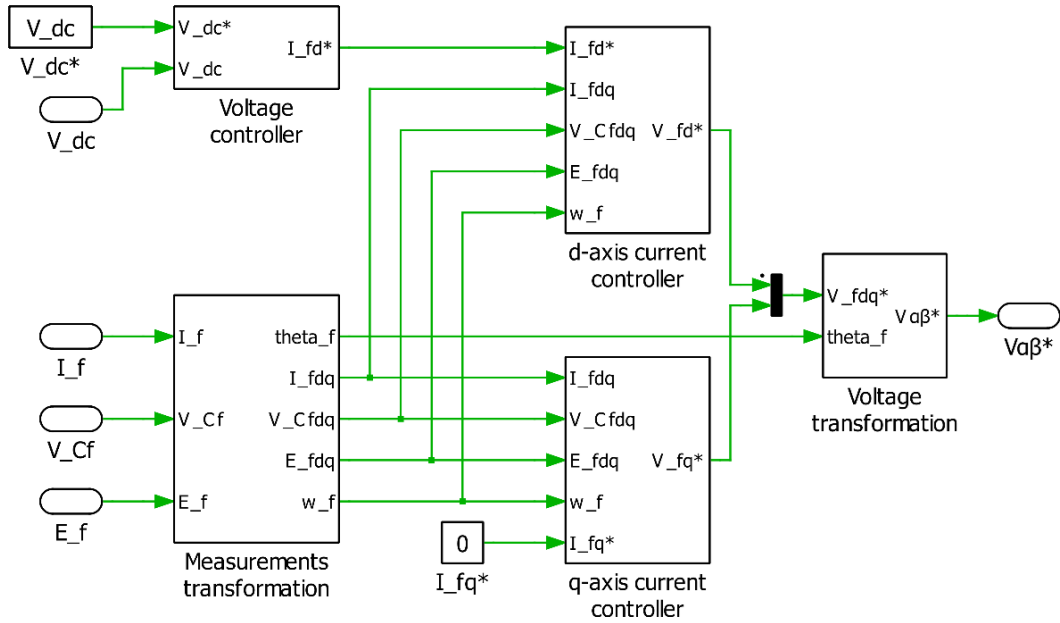 V_dc
V_dc*
V_dc
V_dc*
V_dc
I_fd*
Voltage
controller
I_fd*
I_fdq
V_Cfdq
E_fdq
w_f
V_fd*
d-axis current
controller
I_f
V_Cf
E_f
I_f
V_Cf
E_f
theta_f
I_fdq
V_Cfdq
E_fdq
w_f
Measurements
transformation
0
I_fq*
I_fdq
V_Cfdq
E_fdq
w_f
I_fq*
V_fq*
q-axis current
controller
V_fdq*
theta_f
Vαβ*
Voltage
transformation
Vαβ*